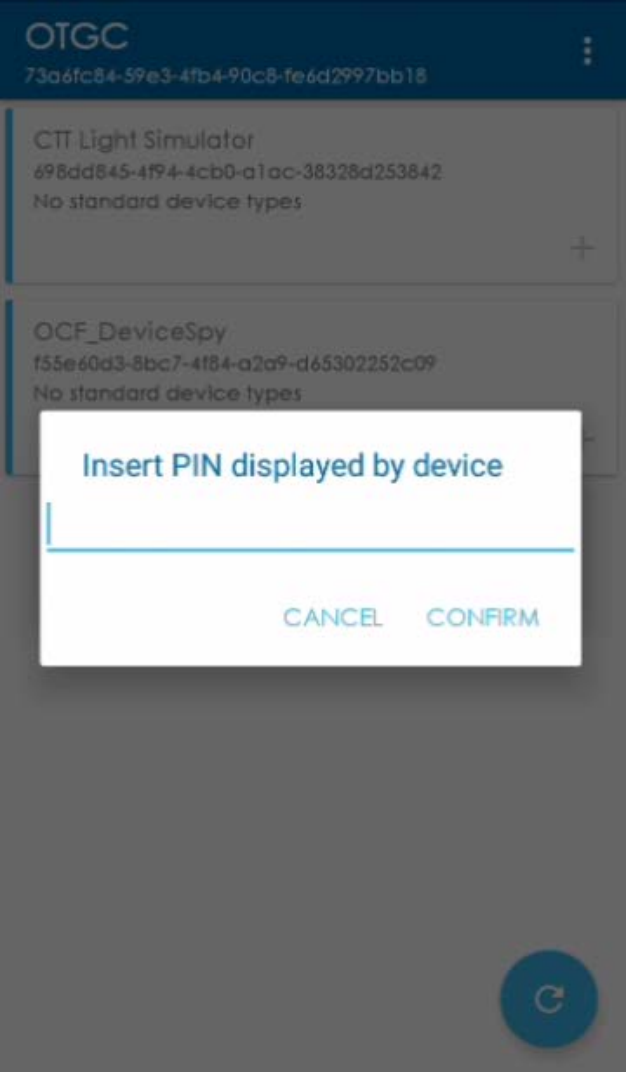 OTGC
73a6fc84-59e3-4fb4-90c8-fe6d2997bb18
CTT Light Simulator
698dd845-4f94-4cb0-a1ac-38328d253842
No standard device types
OCF_DeviceSpy
f55e60d3-8bc7-4f84-a2a9-d65302252c09
No standard device types
Insert PIN displayed by device
CANCEL CONFIRM